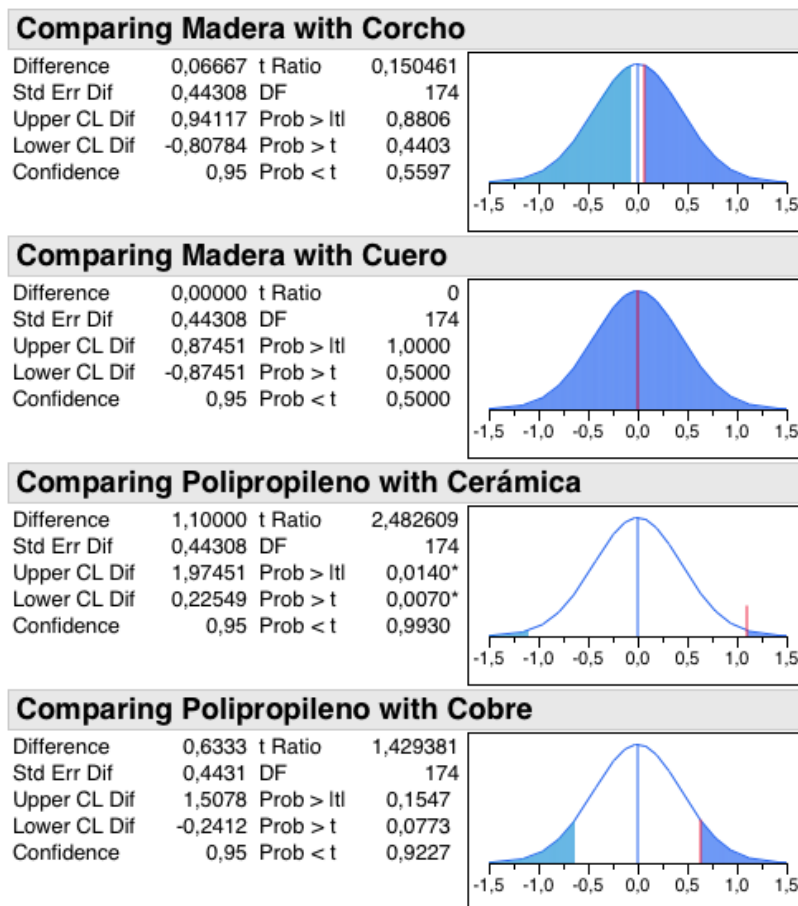 Comparing Madera with Corcho
Difference 0,06667 t Ratio 0,150461
Std Err Dif 0,44308 DF 174
Upper CL Dif 0,94117 Prob > |t| 0,8806
Lower CL Dif -0,80784 Prob > t 0,4403
Confidence 0,95 Prob < t 0,5597
-1,5 -1,0 -0,5 0,0 0,5 1,0 1,5
Comparing Madera with Cuero
Difference 0,00000 t Ratio 0
Std Err Dif 0,44308 DF 174
Upper CL Dif 0,87451 Prob > |t| 1,0000
Lower CL Dif -0,87451 Prob > t 0,5000
Confidence 0,95 Prob < t 0,5000
-1,5 -1,0 -0,5 0,0 0,5 1,0 1,5
Comparing Polipropileno with Cerámica
Difference 1,10000 t Ratio 2,482609
Std Err Dif 0,44308 DF 174
Upper CL Dif 1,97451 Prob > |t| 0,0140*
Lower CL Dif 0,22549 Prob > t 0,0070*
Confidence 0,95 Prob < t 0,9930
-1,5 -1,0 -0,5 0,0 0,5 1,0 1,5
Comparing Polipropileno with Cobre
Difference 0,6333 t Ratio 1,429381
Std Err Dif 0,4431 DF 174
Upper CL Dif 1,5078 Prob > |t| 0,1547
Lower CL Dif -0,2412 Prob > t 0,0773
Confidence 0,95 Prob < t 0,9227
-1,5 -1,0 -0,5 0,0 0,5 1,0 1,5